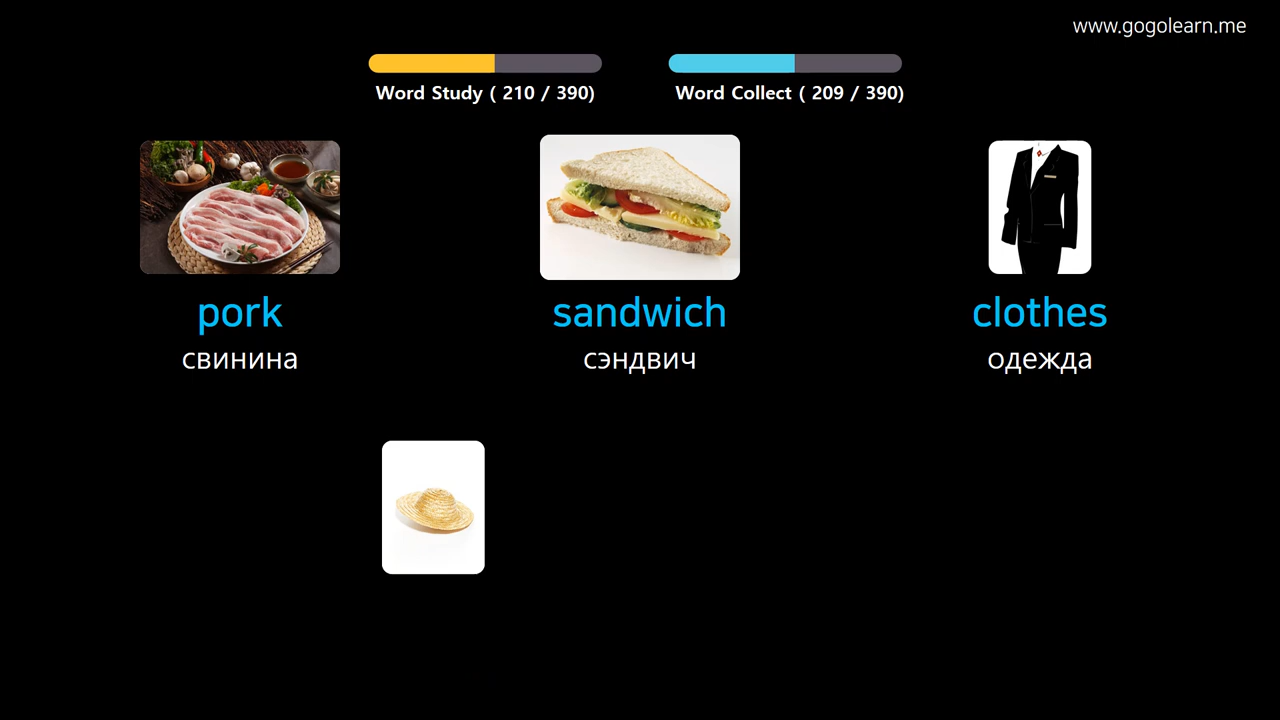 www.gogolearn.me
Word Study ( 210 / 390)
Word Collect ( 209 / 390)
pork
sandwich
clothes
свинина
сэндвич
одежда